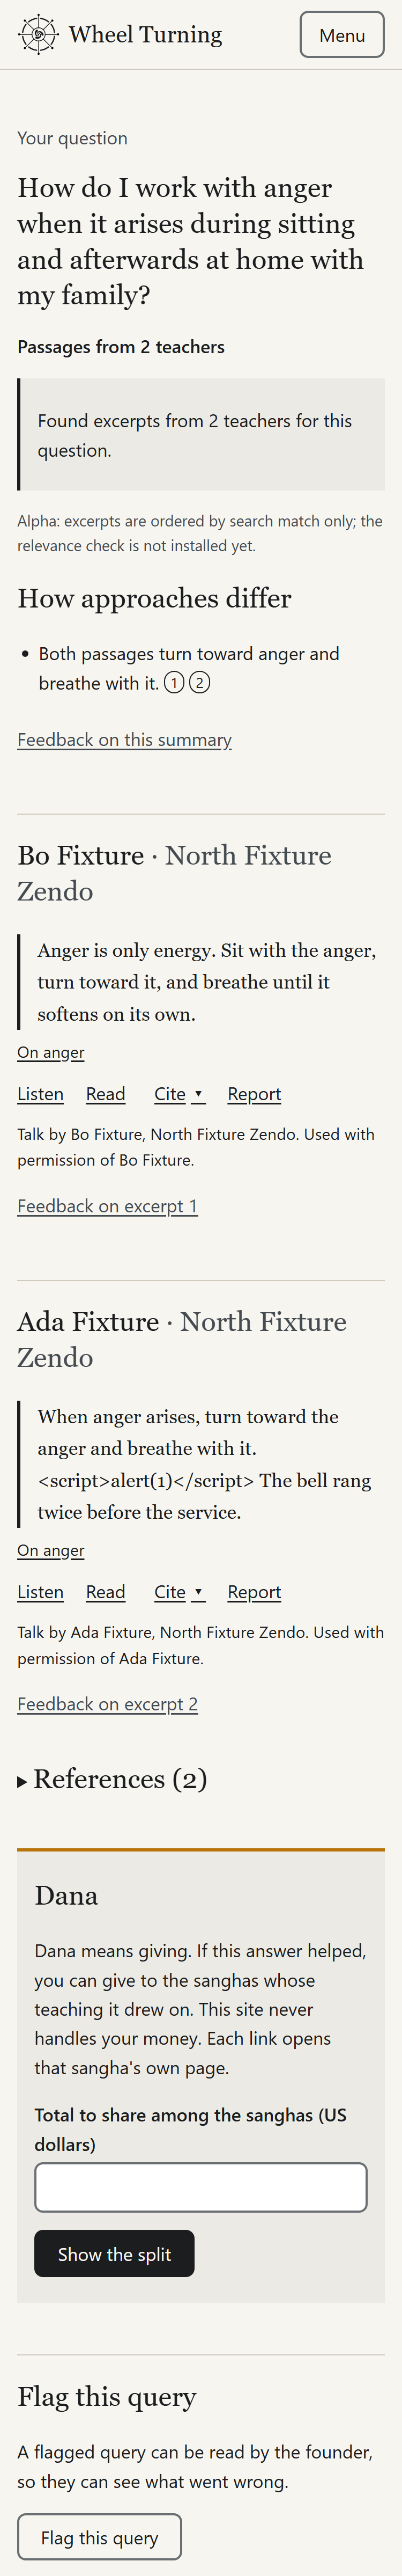 Wheel Turning
Menu
Your question
How do I work with anger
when it arises during sitting
and afterwards at home with
my family?
Passages from 2 teachers
Found excerpts from 2 teachers for this
question.
Alpha: excerpts are ordered by search match only; the
relevance check is not installed yet.
How approaches differ
• Both passages turn toward anger and
breathe with it. ① ②
Feedback on this summary
Bo Fixture · North Fixture
Zendo
Anger is only energy. Sit with the anger,
turn toward it, and breathe until it
softens on its own.
On anger
Listen Read Cite ▾ Report
Talk by Bo Fixture, North Fixture Zendo. Used with
permission of Bo Fixture.
Feedback on excerpt 1
Ada Fixture · North Fixture
Zendo
When anger arises, turn toward the
anger and breathe with it.
<script>alert(1)</script> The bell rang
twice before the service.
On anger
Listen Read Cite ▾ Report
Talk by Ada Fixture, North Fixture Zendo. Used with
permission of Ada Fixture.
Feedback on excerpt 2
▸ References (2)
Dana
Dana means giving. If this answer helped,
you can give to the sanghas whose
teaching it drew on. This site never
handles your money. Each link opens
that sangha's own page.
Total to share among the sanghas (US
dollars)
Show the split
Flag this query
A flagged query can be read by the founder,
so they can see what went wrong.
Flag this query